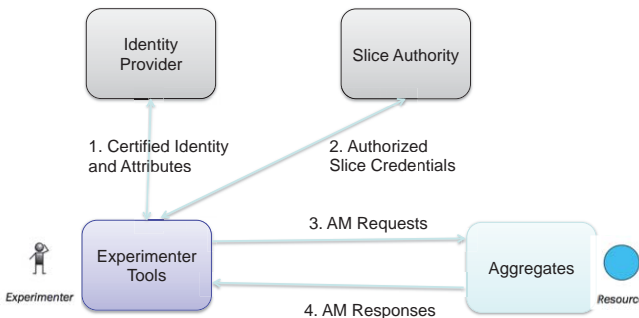 Identity
Provider
Slice Authority
1. Certified Identity
and Attributes
2. Authorized
Slice Credentials
3. AM Requests
Experimenter
Tools
Aggregates
Experimenter
Resourc
4. AM Responses